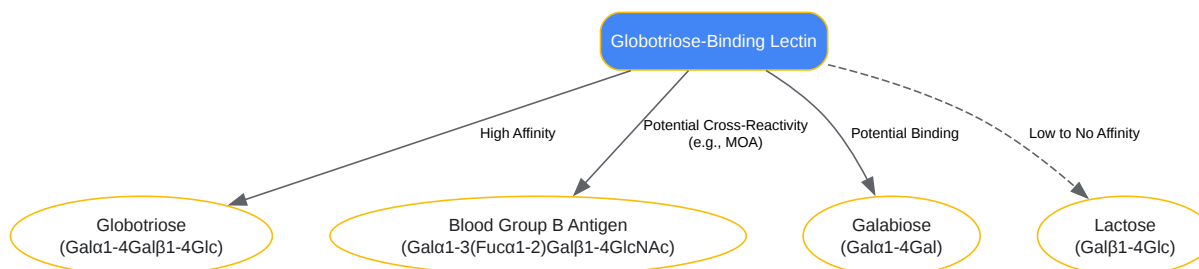 Globotriose-Binding Lectin
High Affinity
Potential Cross-Reactivity
(e.g., MOA)
Potential Binding
Low to No Affinity
Globotriose
(Galα1-4Galβ1-4Glc)
Blood Group B Antigen
(Galα1-3(Fucα1-2)Galβ1-4GlcNAc)
Galabiose
(Galα1-4Gal)
Lactose
(Galβ1-4Glc)